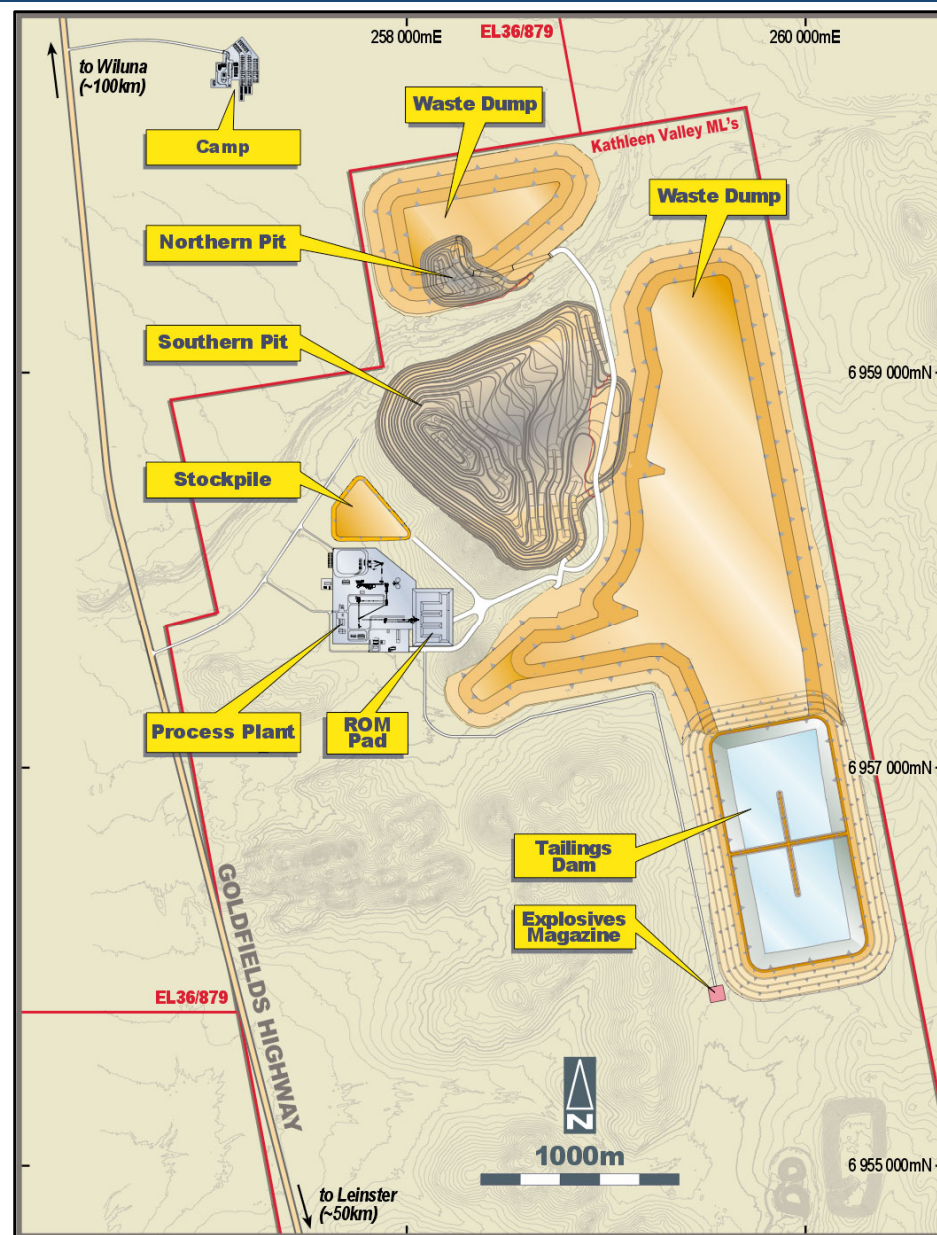 258 000mE
EL36/879
260 000mE
to Wiluna
(~100km)
Camp
Waste Dump
Kathleen Valley ML's
Waste Dump
Northern Pit
Southern Pit
6 959 000mN
Stockpile
Process Plant
ROM
Pad
6 957 000mN
Tailings
Dam
Explosives
Magazine
GOLDFIELDS HIGHWAY
EL36/879
N
1000m
6 955 000mN
to Leinster
(~50km)